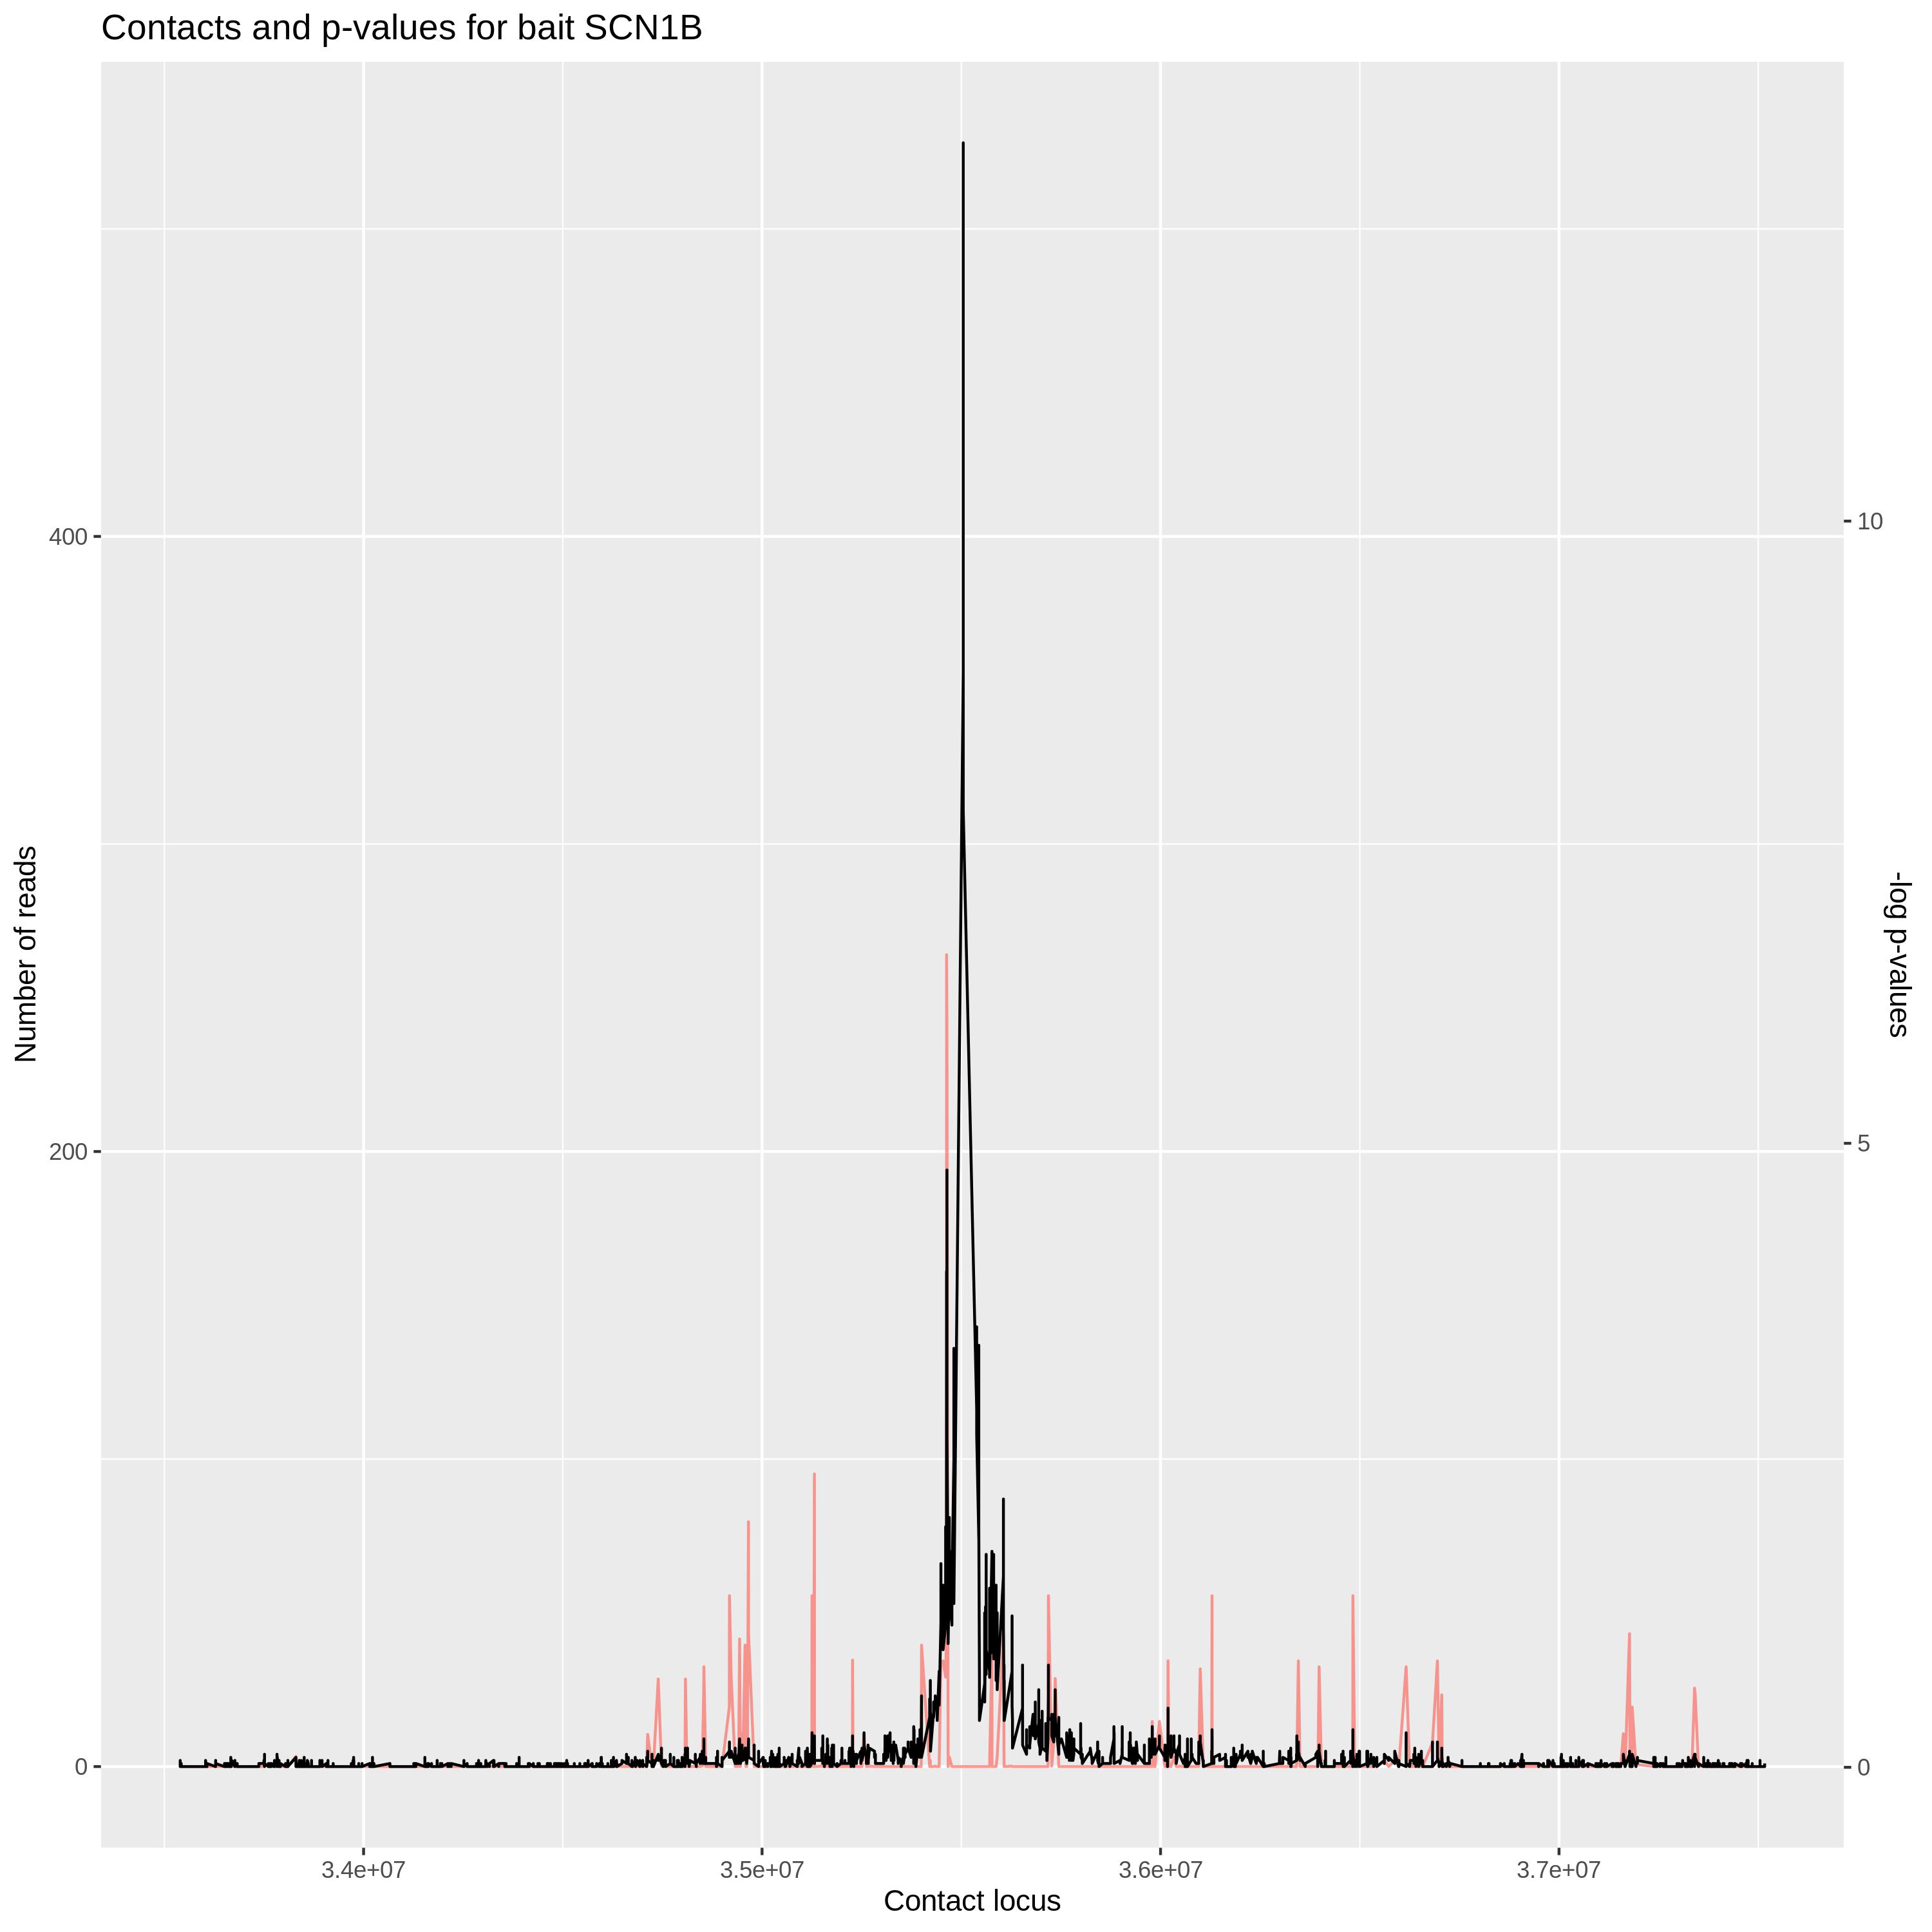 Contacts and p-values for bait SCN1B
400
200
0
Number of reads
10
5
0
-log p-values
3.4e+07
3.5e+07
3.6e+07
3.7e+07
Contact locus